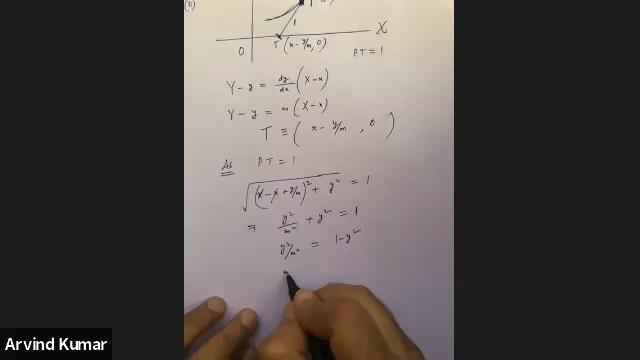 (11)
1
X
0 T (x - y/m, 0)
PT = 1
Y - y = dy/dx (X - x)
Y - y = m (X - x)
T ≡ ( x - y/m , 0 )
As PT = 1
√((x - x + y/m)² + y²) = 1
⇒ y²/m² + y² = 1
y²/m² = 1 - y²
m
Arvind Kumar